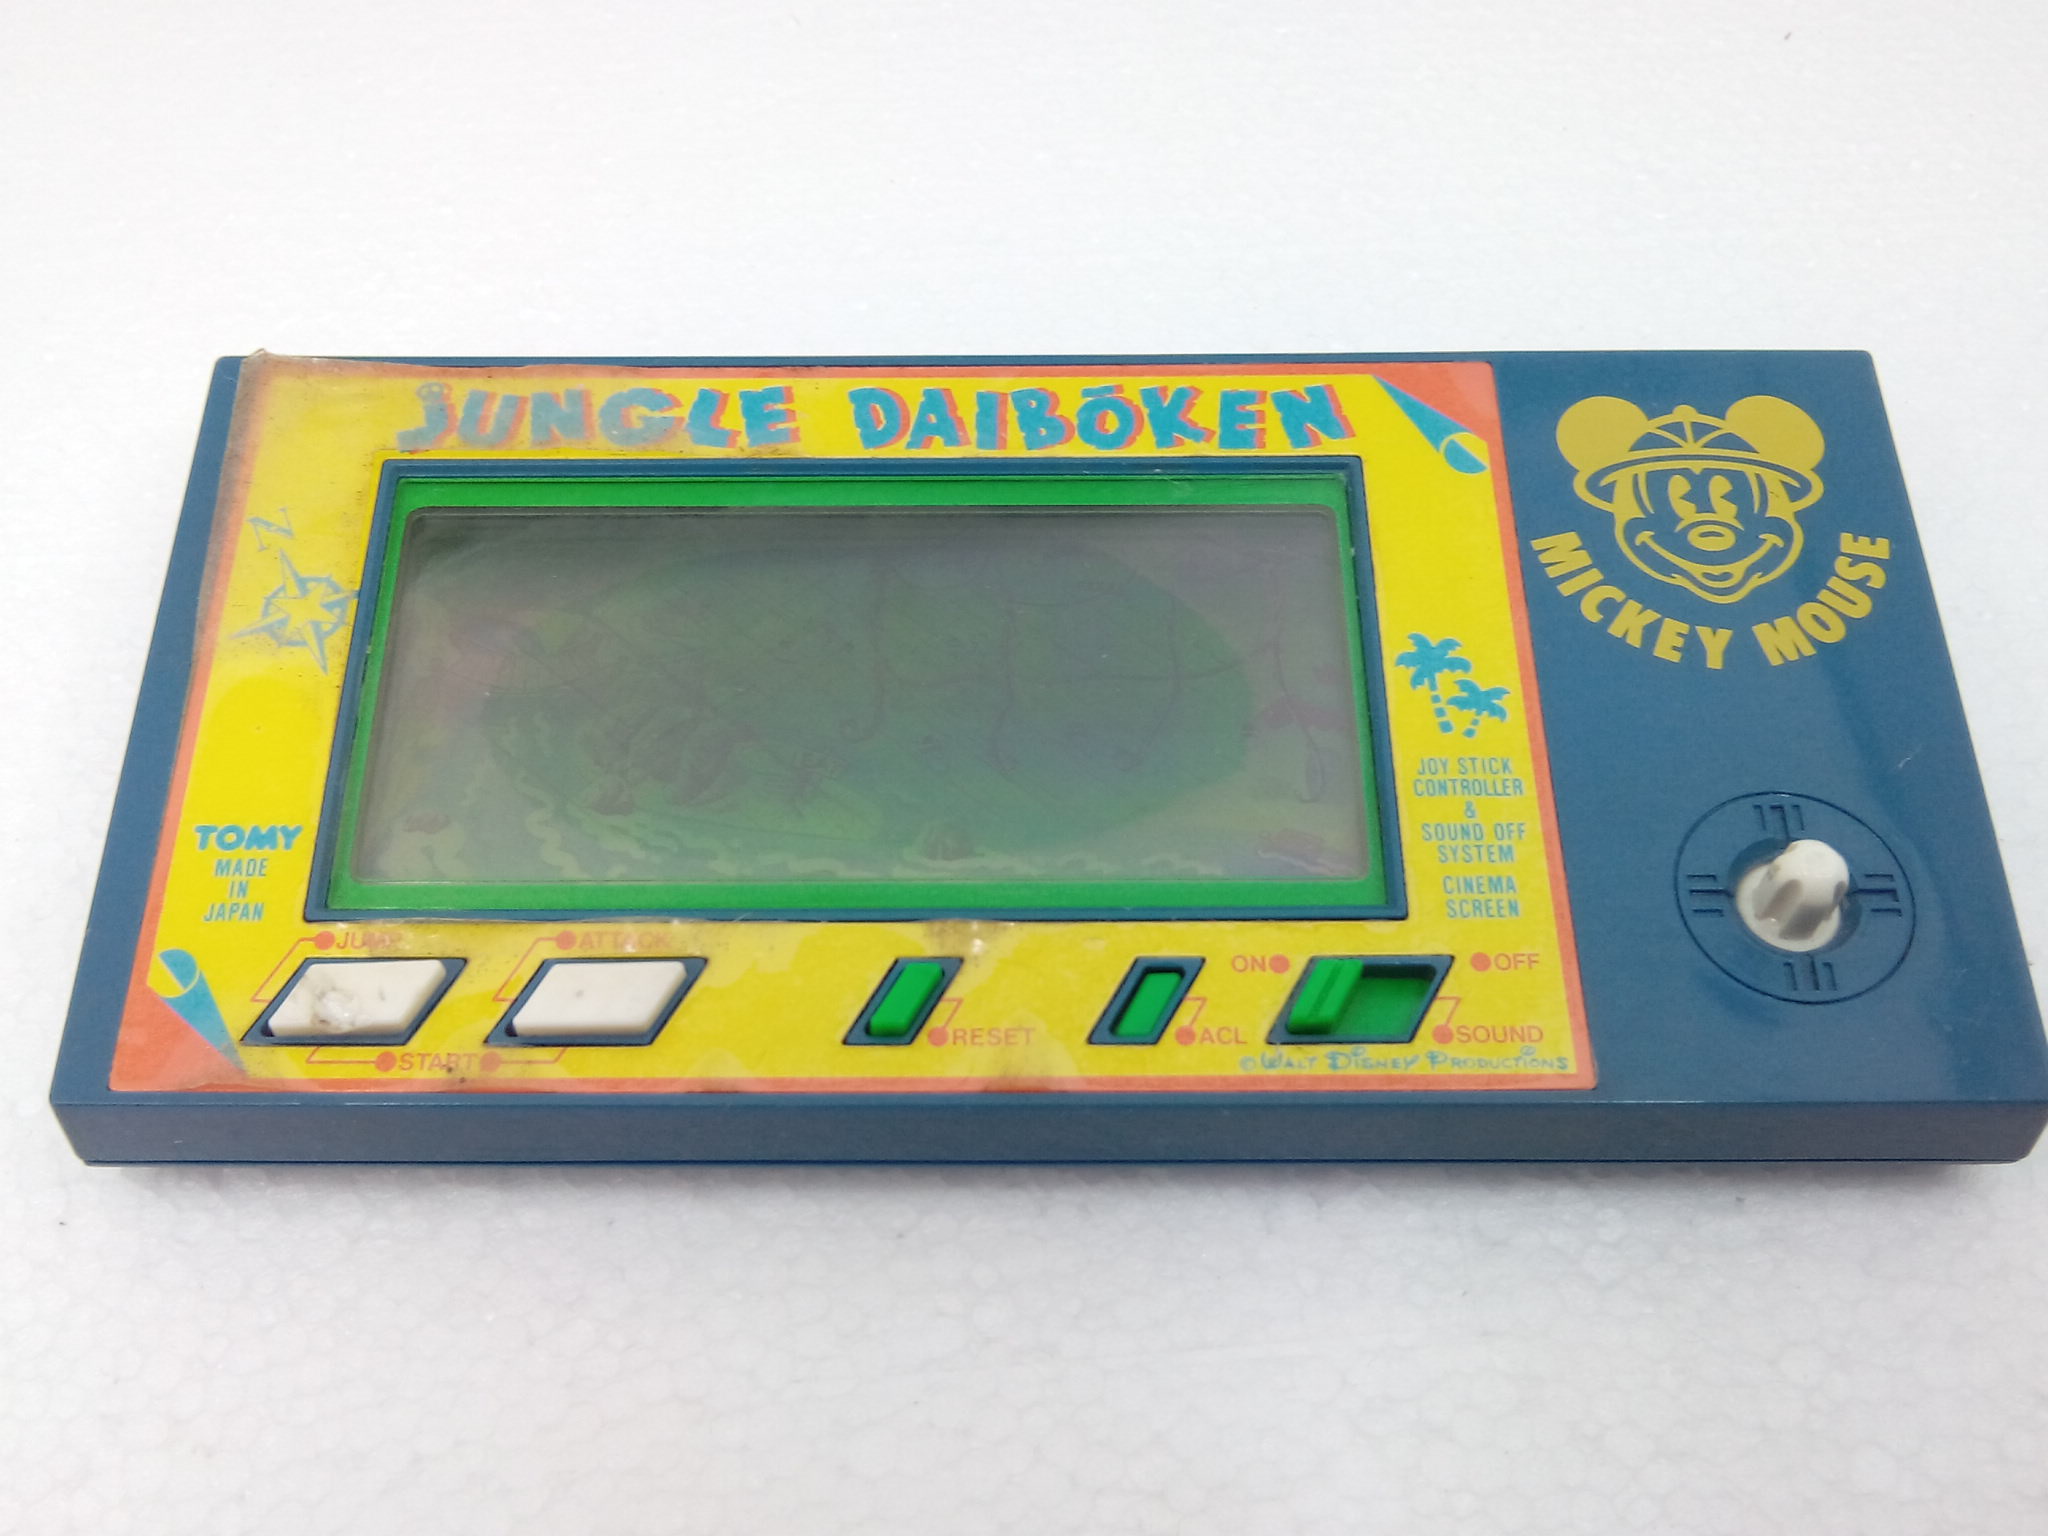 JUNGLE DAIBŌKEN
MICKEY MOUSE
N
TOMY
MADE
IN
JAPAN
JOY STICK
CONTROLLER
&
SOUND OFF
SYSTEM
CINEMA
SCREEN
JUMP
ATTACK
START
RESET
ACL
ON
OFF
SOUND
© WALT DISNEY PRODUCTIONS